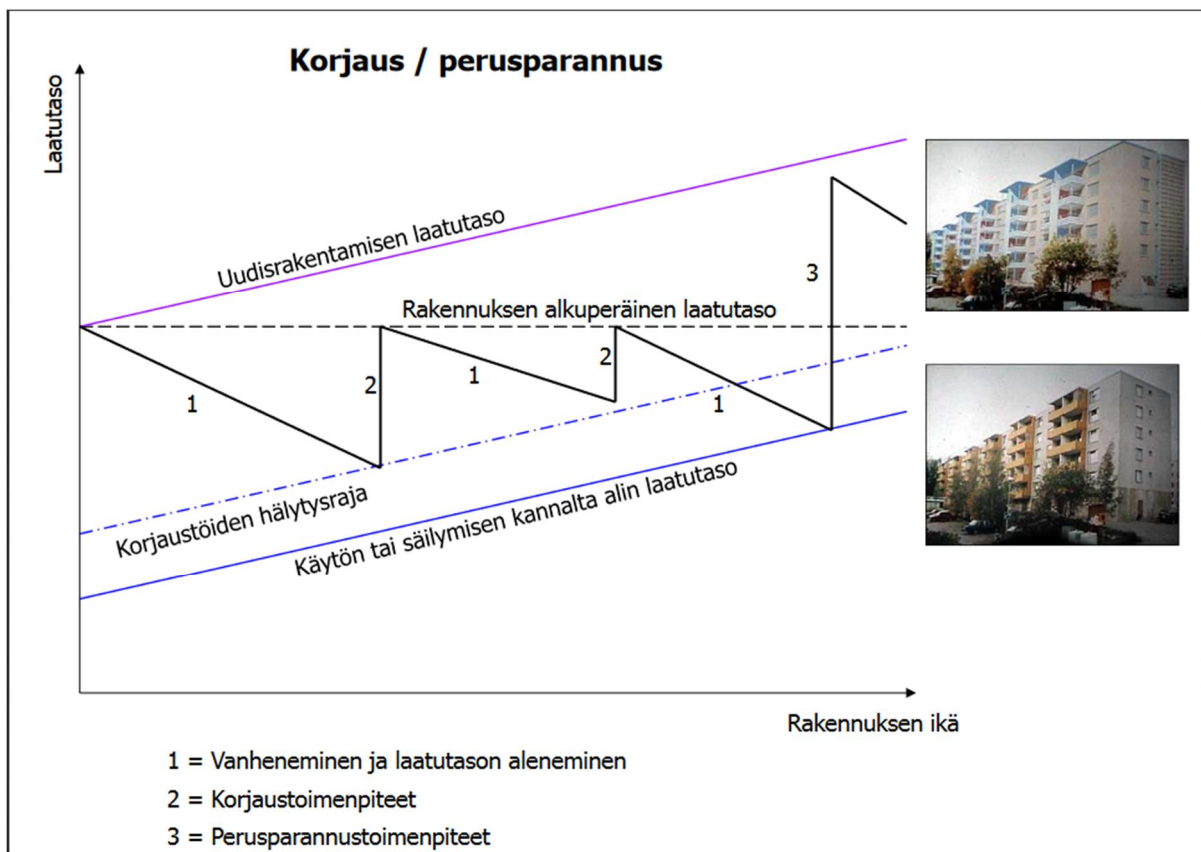 Korjaus / perusparannus
Laatutaso
Uudisrakentamisen laatutaso
Rakennuksen alkuperäinen laatutaso
3
2
2
1
1
1
Korjaustöiden hälytysraja
Käytön tai säilymisen kannalta alin laatutaso
Rakennuksen ikä
1 = Vanheneminen ja laatutason aleneminen
2 = Korjaustoimenpiteet
3 = Perusparannustoimenpiteet